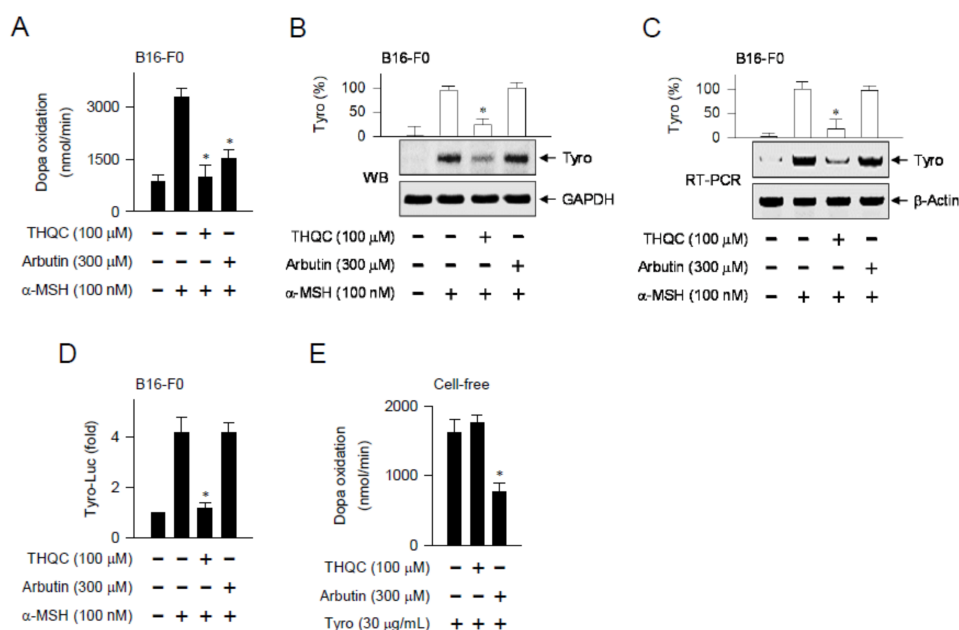 A
B16-F0
Dopa oxidation
(nmol/min)
3000
1500
0
*
*
THQC (100 μM) − − + −
Arbutin (300 μM) − − − +
α-MSH (100 nM) − + + +
B
B16-F0
Tyro (%)
100
50
0
*
Tyro
WB
GAPDH
THQC (100 μM) − − + −
Arbutin (300 μM) − − − +
α-MSH (100 nM) − + + +
C
B16-F0
Tyro (%)
100
50
0
*
Tyro
RT-PCR
β-Actin
THQC (100 μM) − − + −
Arbutin (300 μM) − − − +
α-MSH (100 nM) − + + +
D
B16-F0
Tyro-Luc (fold)
4
2
0
*
THQC (100 μM) − − + −
Arbutin (300 μM) − − − +
α-MSH (100 nM) − + + +
E
Cell-free
Dopa oxidation
(nmol/min)
2000
1000
0
*
THQC (100 μM) − + −
Arbutin (300 μM) − − +
Tyro (30 μg/mL) + + +